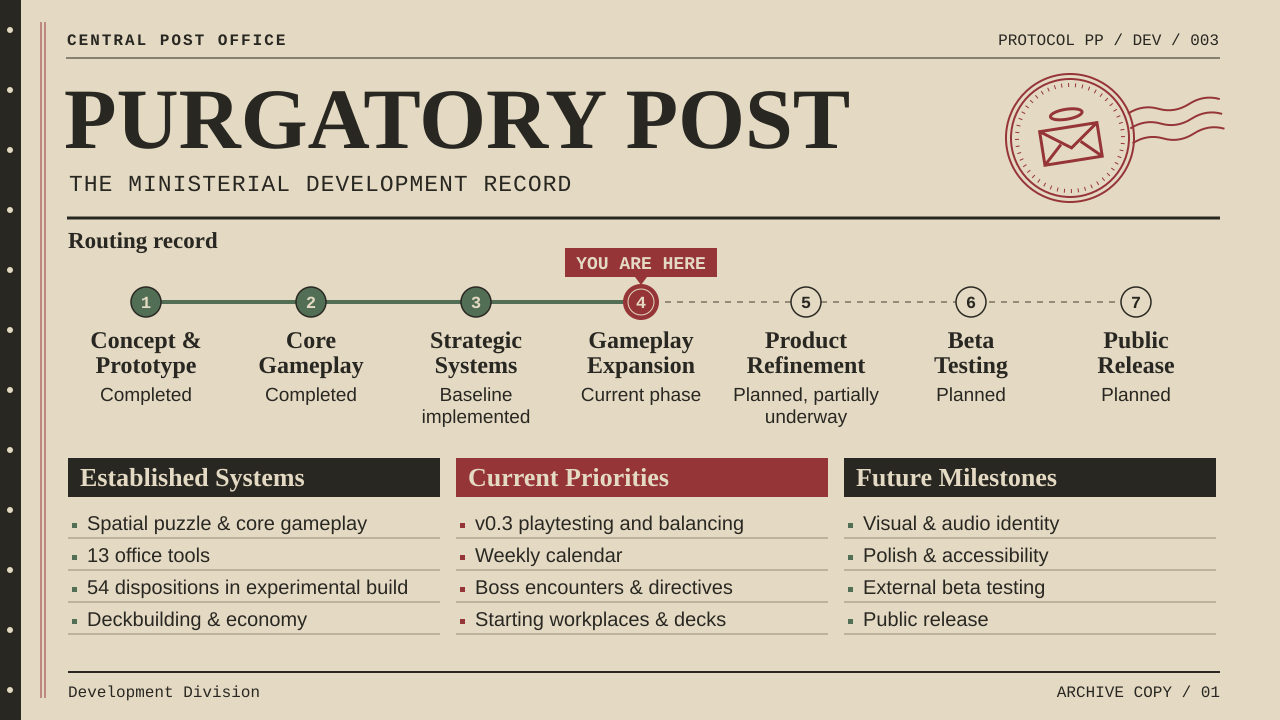 CENTRAL POST OFFICE
PROTOCOL PP / DEV / 003
PURGATORY POST
THE MINISTERIAL DEVELOPMENT RECORD
Routing record
YOU ARE HERE
1 2 3 4 5 6 7
Concept &
Prototype
Completed
Core
Gameplay
Completed
Strategic
Systems
Baseline
implemented
Gameplay
Expansion
Current phase
Product
Refinement
Planned, partially
underway
Beta
Testing
Planned
Public
Release
Planned
Established Systems
Spatial puzzle & core gameplay
13 office tools
54 dispositions in experimental build
Deckbuilding & economy
Current Priorities
v0.3 playtesting and balancing
Weekly calendar
Boss encounters & directives
Starting workplaces & decks
Future Milestones
Visual & audio identity
Polish & accessibility
External beta testing
Public release
Development Division
ARCHIVE COPY / 01